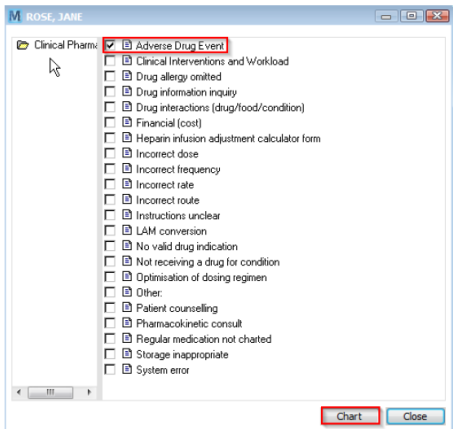 M ROSE, JANE
Clinical Pharma
Adverse Drug Event
Clinical Interventions and Workload
Drug allergy omitted
Drug information inquiry
Drug interactions (drug/food/condition)
Financial (cost)
Heparin infusion adjustment calculator form
Incorrect dose
Incorrect frequency
Incorrect rate
Incorrect route
Instructions unclear
LAM conversion
No valid drug indication
Not receiving a drug for condition
Optimisation of dosing regimen
Other:
Patient counselling
Pharmacokinetic consult
Regular medication not charted
Storage inappropriate
System error
Chart Close